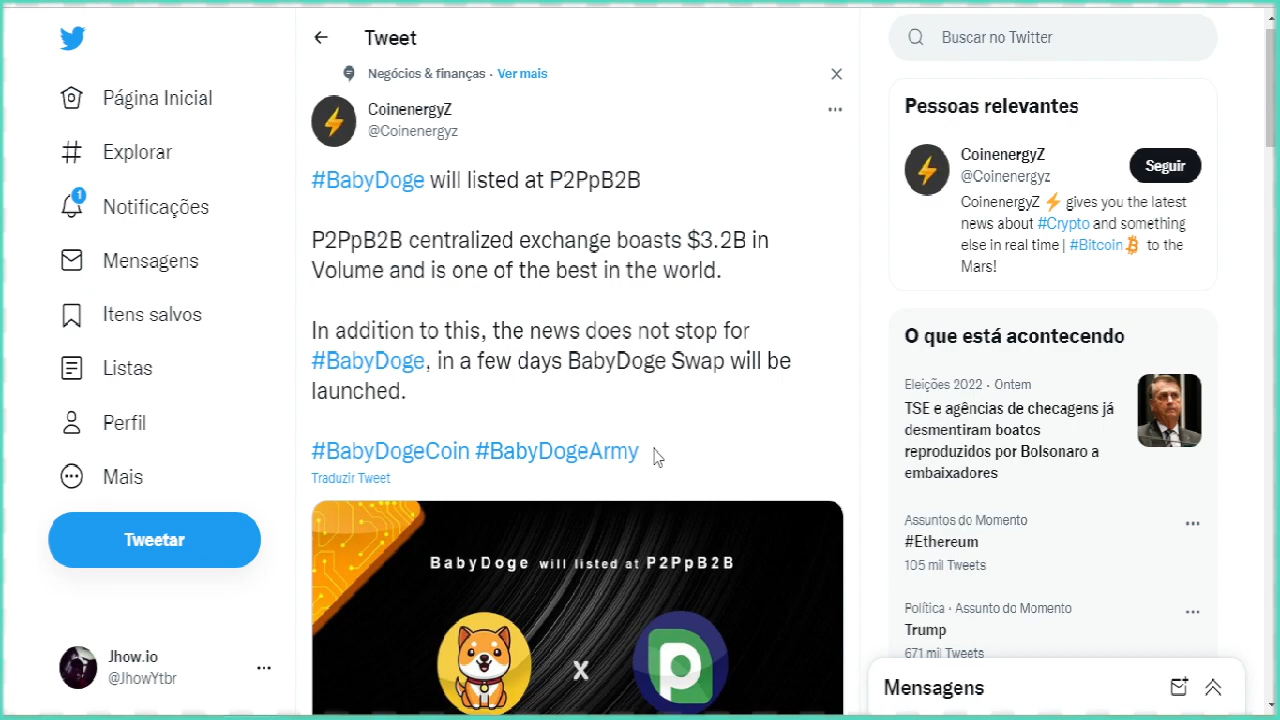 Página Inicial
Explorar
1
Notificações
Mensagens
Itens salvos
Listas
Perfil
Mais
Tweetar
Jhow.io
@JhowYtbr
Tweet
Negócios & finanças · Ver mais
CoinenergyZ
@Coinenergyz
#BabyDoge will listed at P2PpB2B
P2PpB2B centralized exchange boasts $3.2B in
Volume and is one of the best in the world.
In addition to this, the news does not stop for
#BabyDoge, in a few days BabyDoge Swap will be
launched.
#BabyDogeCoin #BabyDogeArmy
Traduzir Tweet
BabyDoge will listed at P2PpB2B
X
p
Buscar no Twitter
Pessoas relevantes
CoinenergyZ
@Coinenergyz
Seguir
CoinenergyZ ⚡ gives you the latest
news about #Crypto and something
else in real time | #Bitcoin to the
Mars!
O que está acontecendo
Eleições 2022 · Ontem
TSE e agências de checagens já
desmentiram boatos
reproduzidos por Bolsonaro a
embaixadores
Assuntos do Momento
#Ethereum
105 mil Tweets
Política · Assunto do Momento
Trump
671 mil Tweets
Mensagens